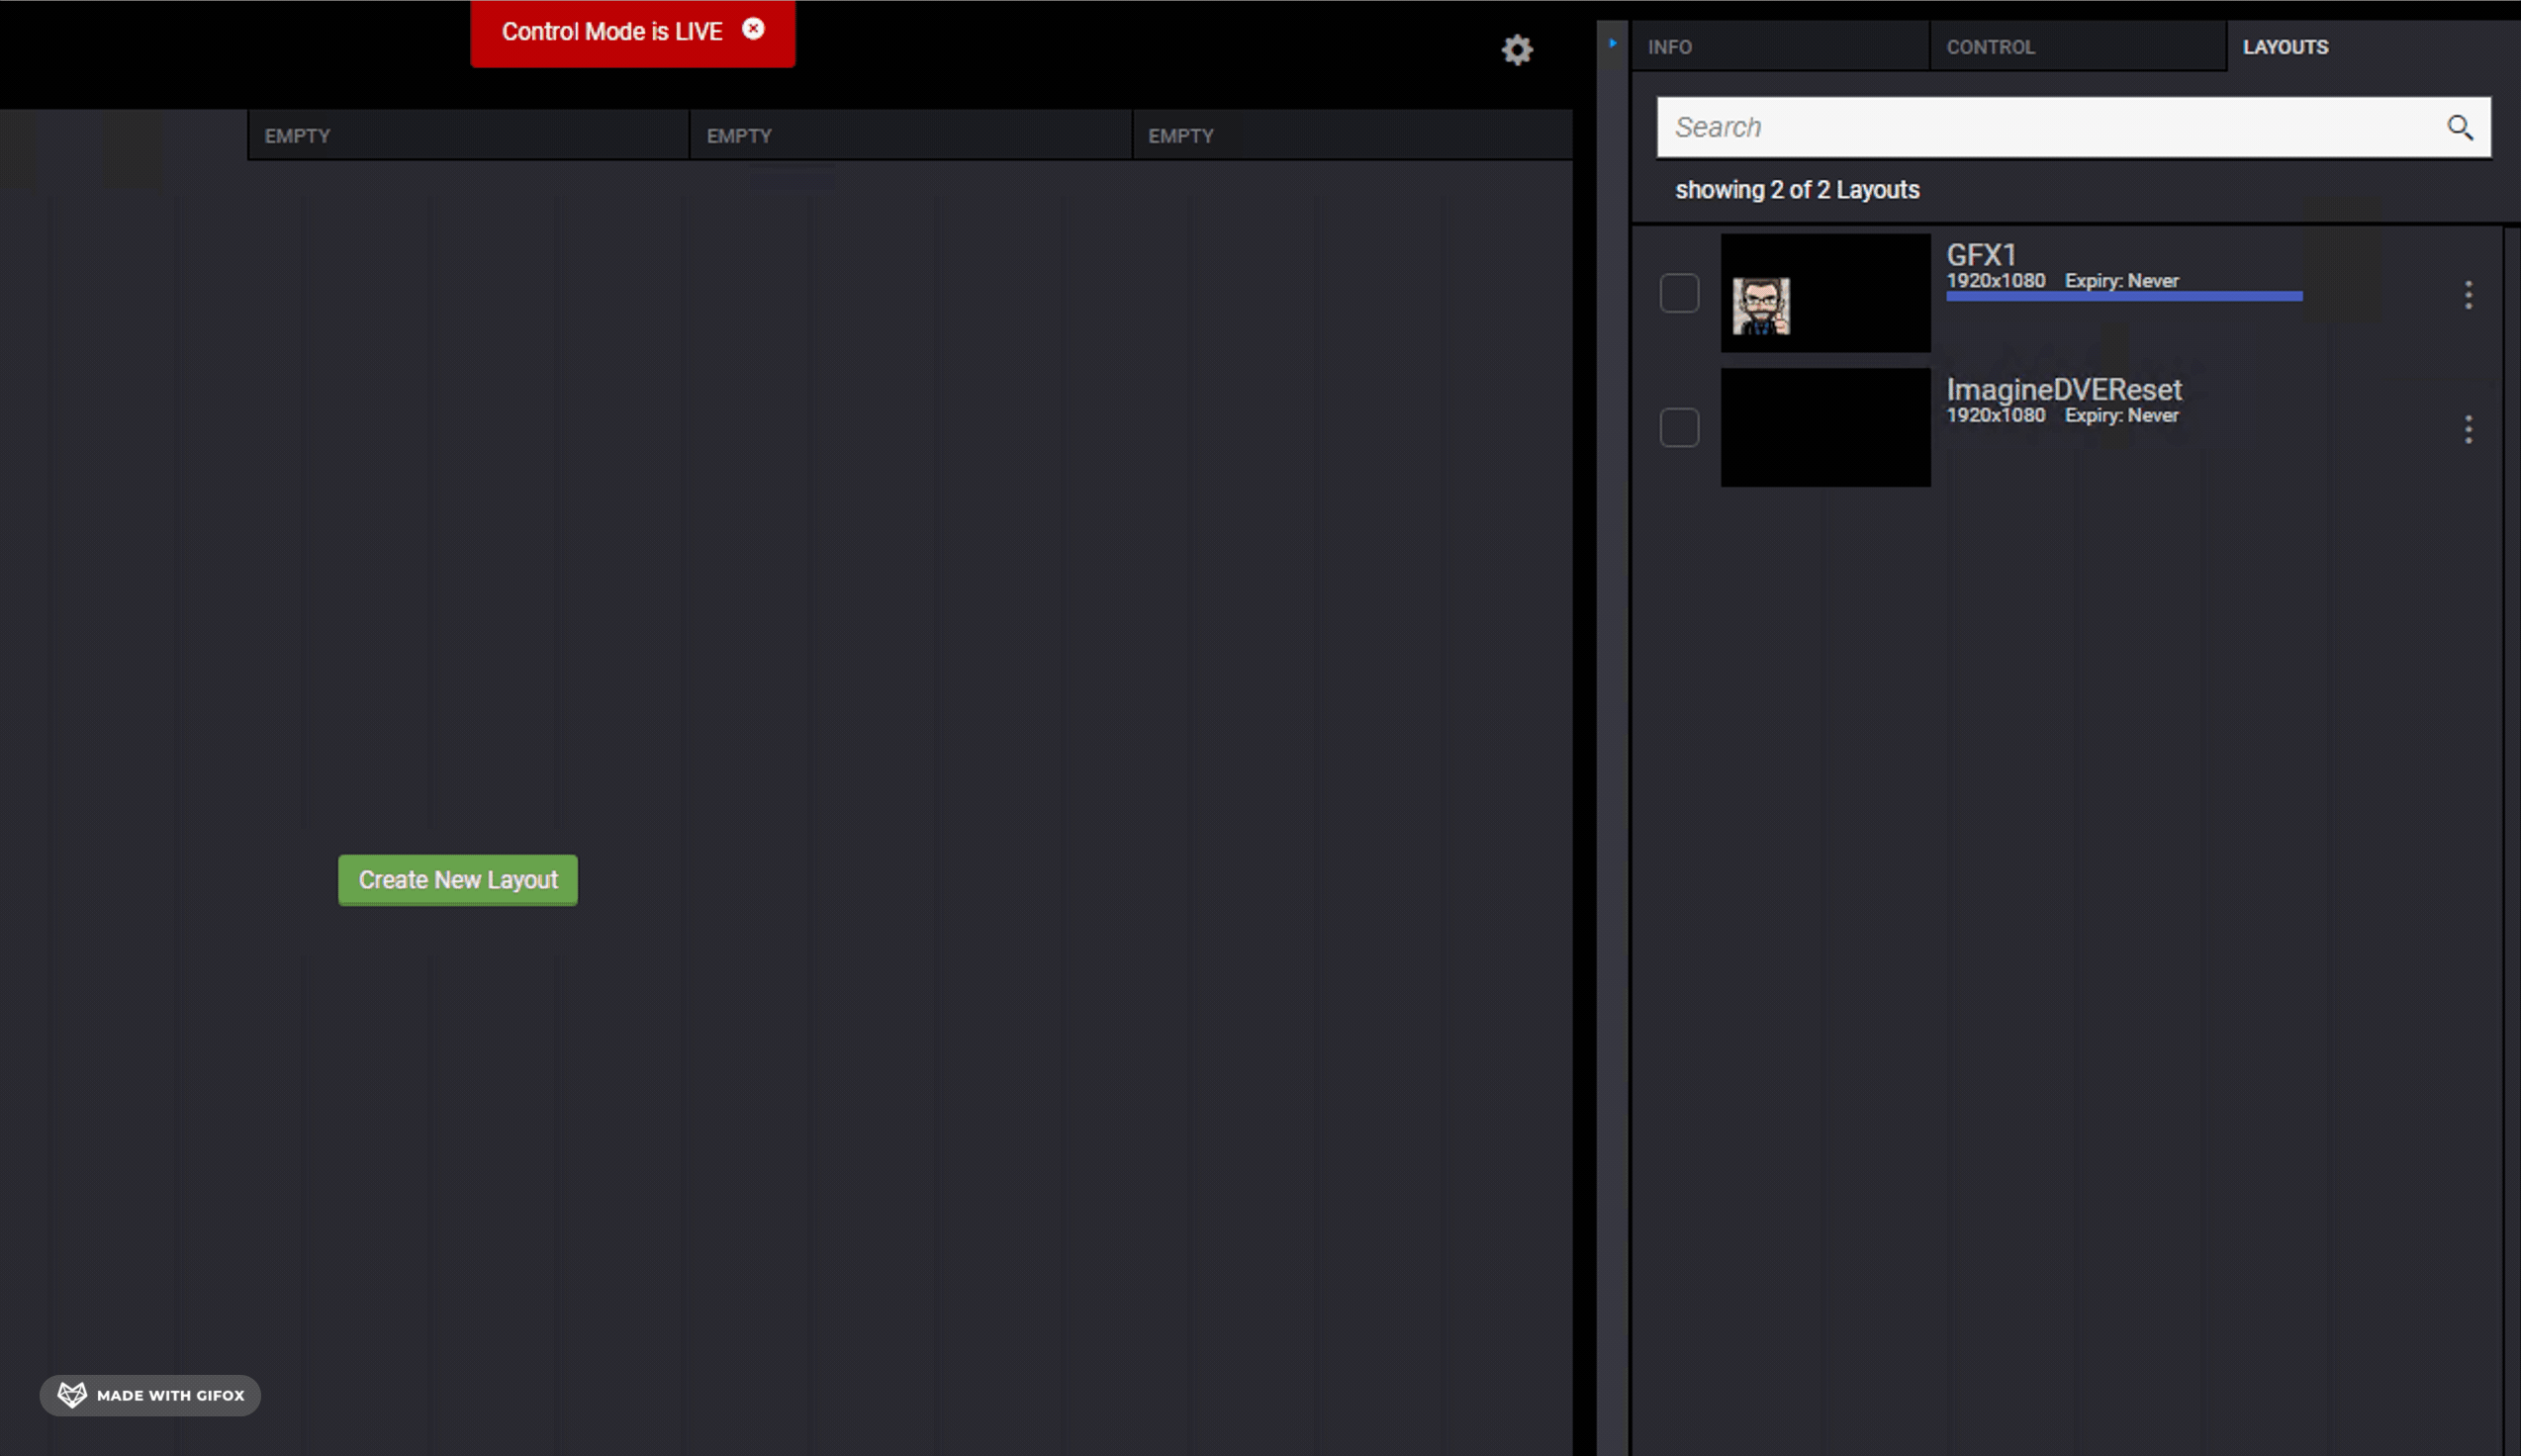 Control Mode is LIVE
INFO
CONTROL
LAYOUTS
EMPTY
EMPTY
EMPTY
Search
showing 2 of 2 Layouts
GFX1
1920x1080 Expiry: Never
ImagineDVEReset
1920x1080 Expiry: Never
Create New Layout
MADE WITH GIFOX